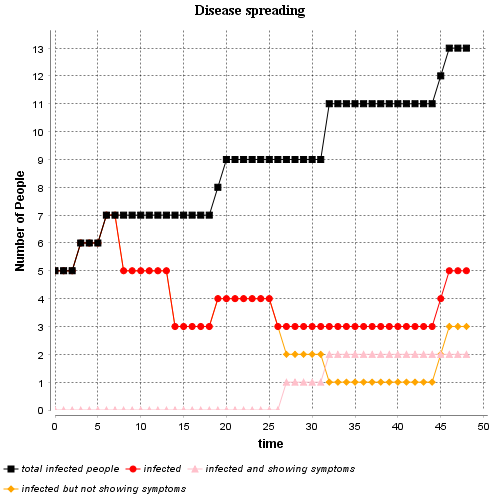 Disease spreading
Number of People
13
12
11
10
9
8
7
6
5
4
3
2
1
0
0 5 10 15 20 25 30 35 40 45 50
time
total infected people infected infected and showing symptoms
infected but not showing symptoms